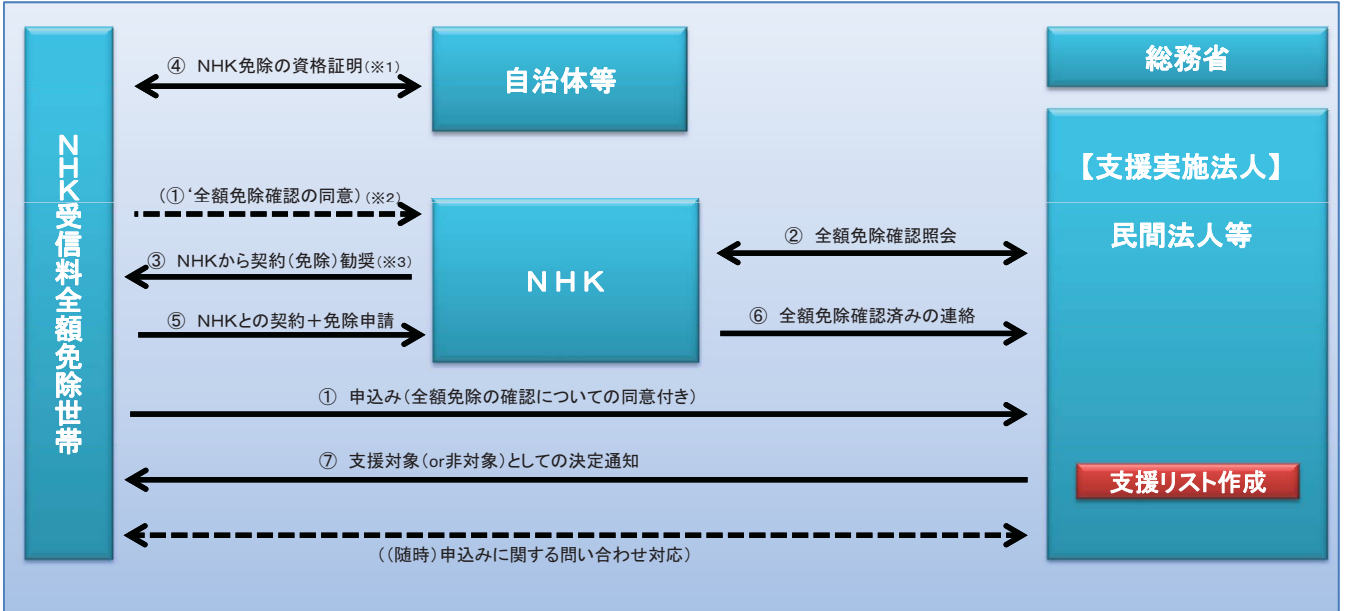 NHK受信料全額免除世帯
④ NHK免除の資格証明(※1)
自治体等
総務省
【支援実施法人】
民間法人等
(①‘全額免除確認の同意)(※2)
③ NHKから契約(免除)勧奨(※3)
⑤ NHKとの契約+免除申請
NHK
② 全額免除確認照会
⑥ 全額免除確認済みの連絡
① 申込み(全額免除の確認についての同意付き)
⑦ 支援対象(or非対象)としての決定通知
支援リスト作成
((随時)申込みに関する問い合わせ対応)